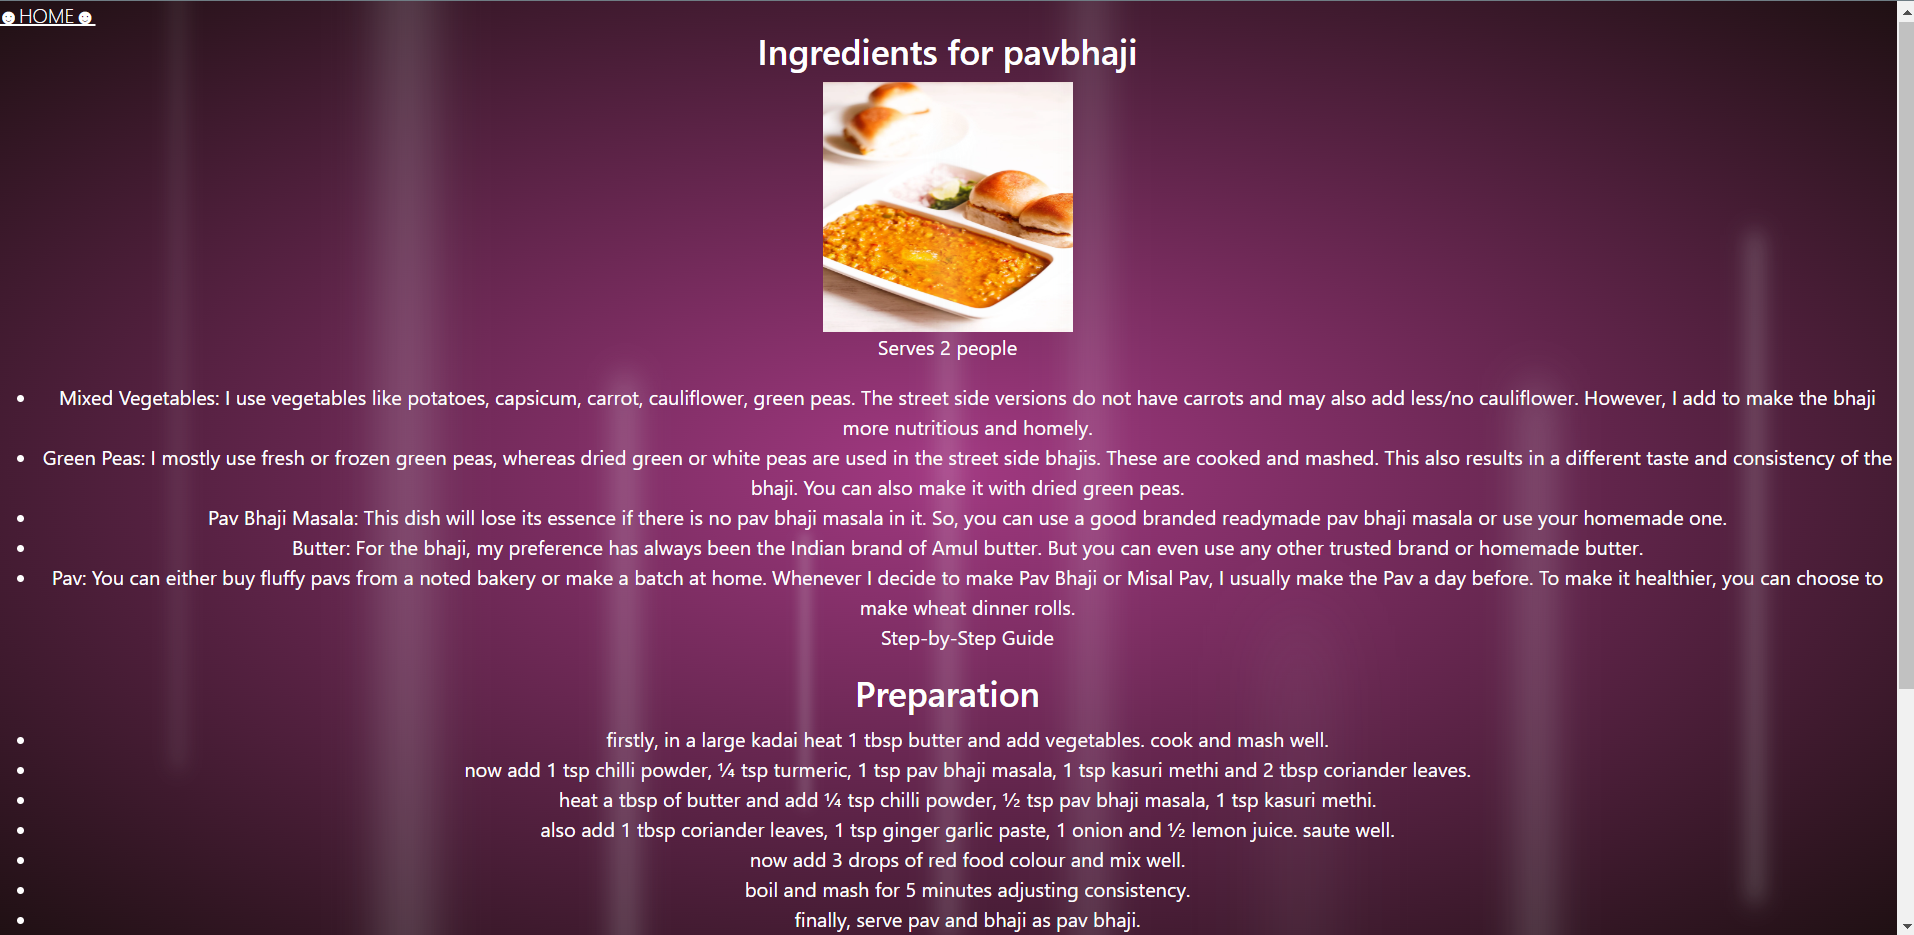 ☻HOME☻
Ingredients for pavbhaji
Serves 2 people
• Mixed Vegetables: I use vegetables like potatoes, capsicum, carrot, cauliflower, green peas. The street side versions do not have carrots and may also add less/no cauliflower. However, I add to make the bhaji
more nutritious and homely.
• Green Peas: I mostly use fresh or frozen green peas, whereas dried green or white peas are used in the street side bhajis. These are cooked and mashed. This also results in a different taste and consistency of the
bhaji. You can also make it with dried green peas.
• Pav Bhaji Masala: This dish will lose its essence if there is no pav bhaji masala in it. So, you can use a good branded readymade pav bhaji masala or use your homemade one.
• Butter: For the bhaji, my preference has always been the Indian brand of Amul butter. But you can even use any other trusted brand or homemade butter.
• Pav: You can either buy fluffy pavs from a noted bakery or make a batch at home. Whenever I decide to make Pav Bhaji or Misal Pav, I usually make the Pav a day before. To make it healthier, you can choose to
make wheat dinner rolls.
Step-by-Step Guide
Preparation
• firstly, in a large kadai heat 1 tbsp butter and add vegetables. cook and mash well.
• now add 1 tsp chilli powder, ¼ tsp turmeric, 1 tsp pav bhaji masala, 1 tsp kasuri methi and 2 tbsp coriander leaves.
• heat a tbsp of butter and add ¼ tsp chilli powder, ½ tsp pav bhaji masala, 1 tsp kasuri methi.
• also add 1 tbsp coriander leaves, 1 tsp ginger garlic paste, 1 onion and ½ lemon juice. saute well.
• now add 3 drops of red food colour and mix well.
• boil and mash for 5 minutes adjusting consistency.
• finally, serve pav and bhaji as pav bhaji.